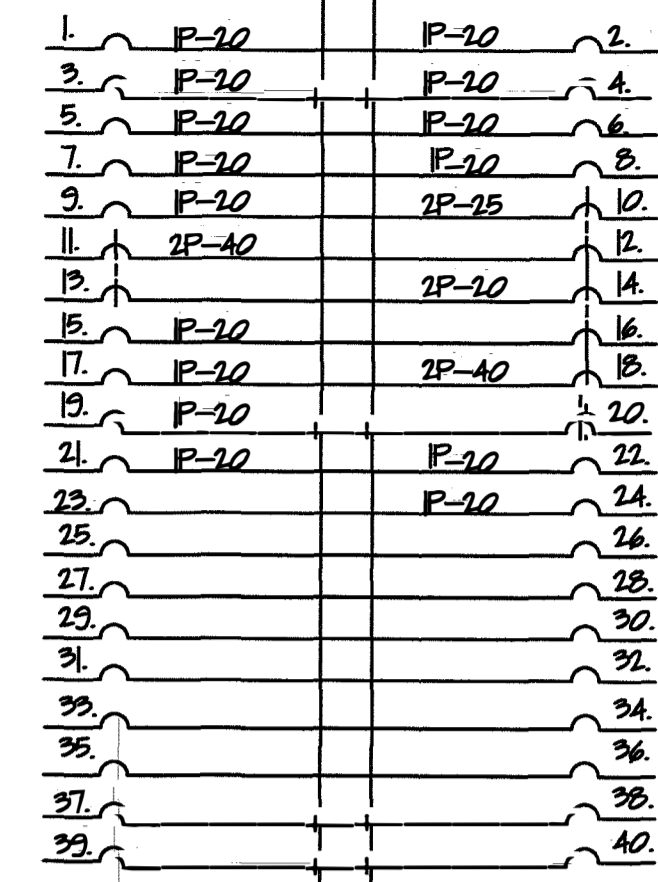 1. 1P-20 1P-20 2.
3. 1P-20 1P-20 4.
5. 1P-20 1P-20 6.
7. 1P-20 1P-20 8.
9. 1P-20 2P-25 10.
11. 2P-40 12.
13. 2P-20 14.
15. 1P-20 16.
17. 1P-20 2P-40 18.
19. 1P-20 20.
21. 1P-20 1P-20 22.
23. 1P-20 24.
25. 26.
27. 28.
29. 30.
31. 32.
33. 34.
35. 36.
37. 38.
39. 40.